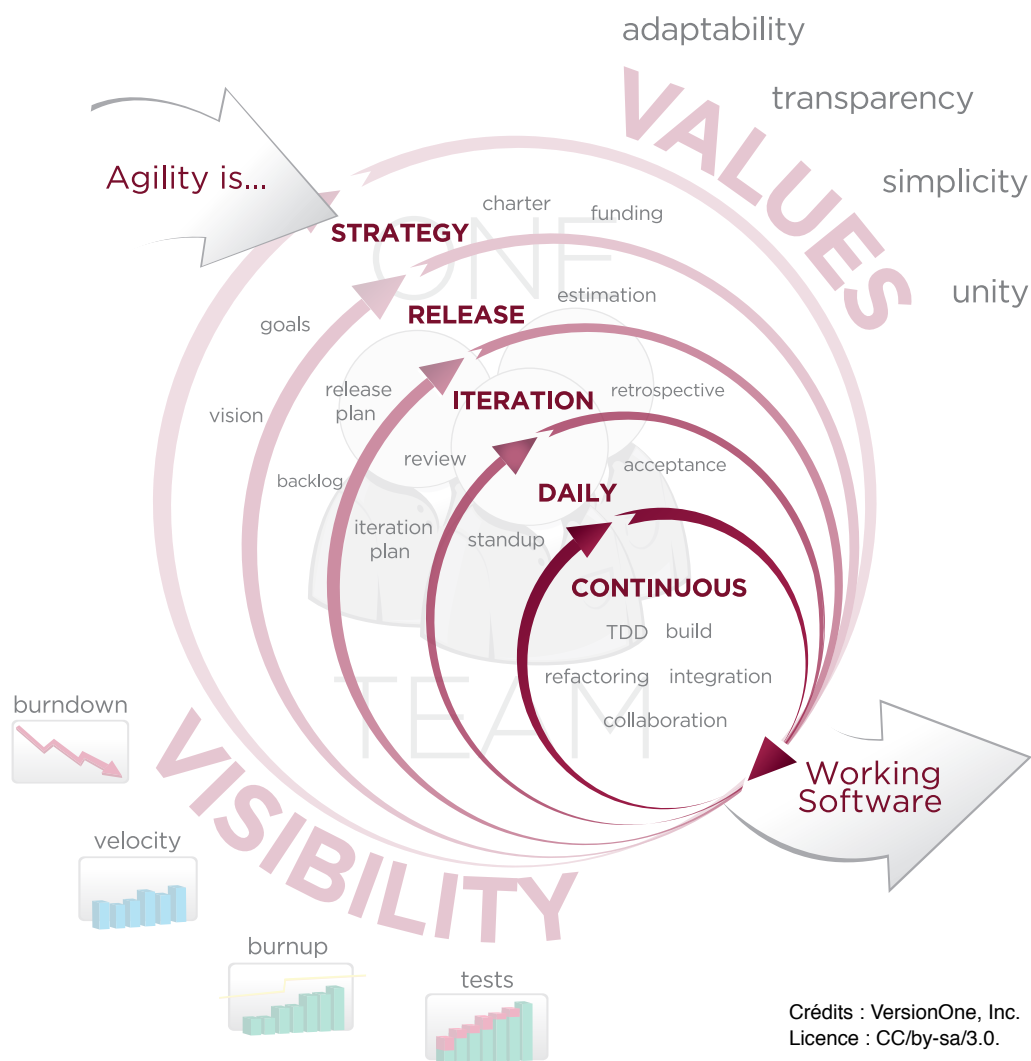 adaptability
transparency
VALUES
simplicity
unity
Agility is...
charter
funding
STRATEGY
ONE
goals
estimation
RELEASE
vision
release
plan
retrospective
ITERATION
backlog
review
acceptance
DAILY
iteration
plan
standup
CONTINUOUS
TDD build
refactoring integration
collaboration
TEAM
Working
Software
VISIBILITY
burndown
velocity
burnup
tests
Crédits : VersionOne, Inc.
Licence : CC/by-sa/3.0.